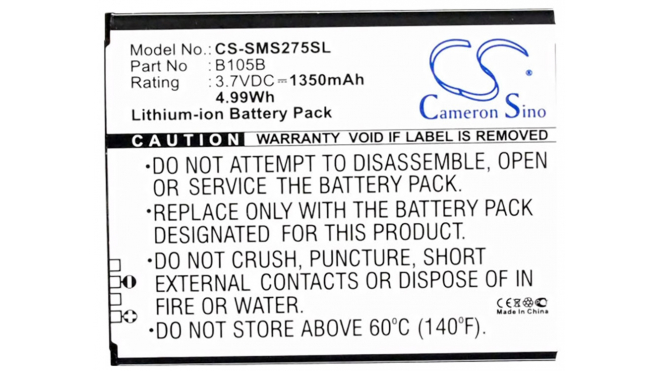 Model No.: CS-SMS275SL
Part No : B105B
Rating : 3.7VDC⎓1350mAh
4.99Wh
Lithium-ion Battery Pack
CS
Cameron Sino
CAUTION WARRANTY VOID IF LABEL IS REMOVED
•DO NOT ATTEMPT TO DISASSEMBLE, OPEN
OR SERVICE THE BATTERY PACK.
•REPLACE ONLY WITH THE BATTERY PACK
DESIGNATED FOR THIS PRODUCT.
•DO NOT CRUSH, PUNCTURE, SHORT
EXTERNAL CONTACTS OR DISPOSE OF IN
FIRE OR WATER.
•DO NOT STORE ABOVE 60°C (140°F)
CE
Made In China